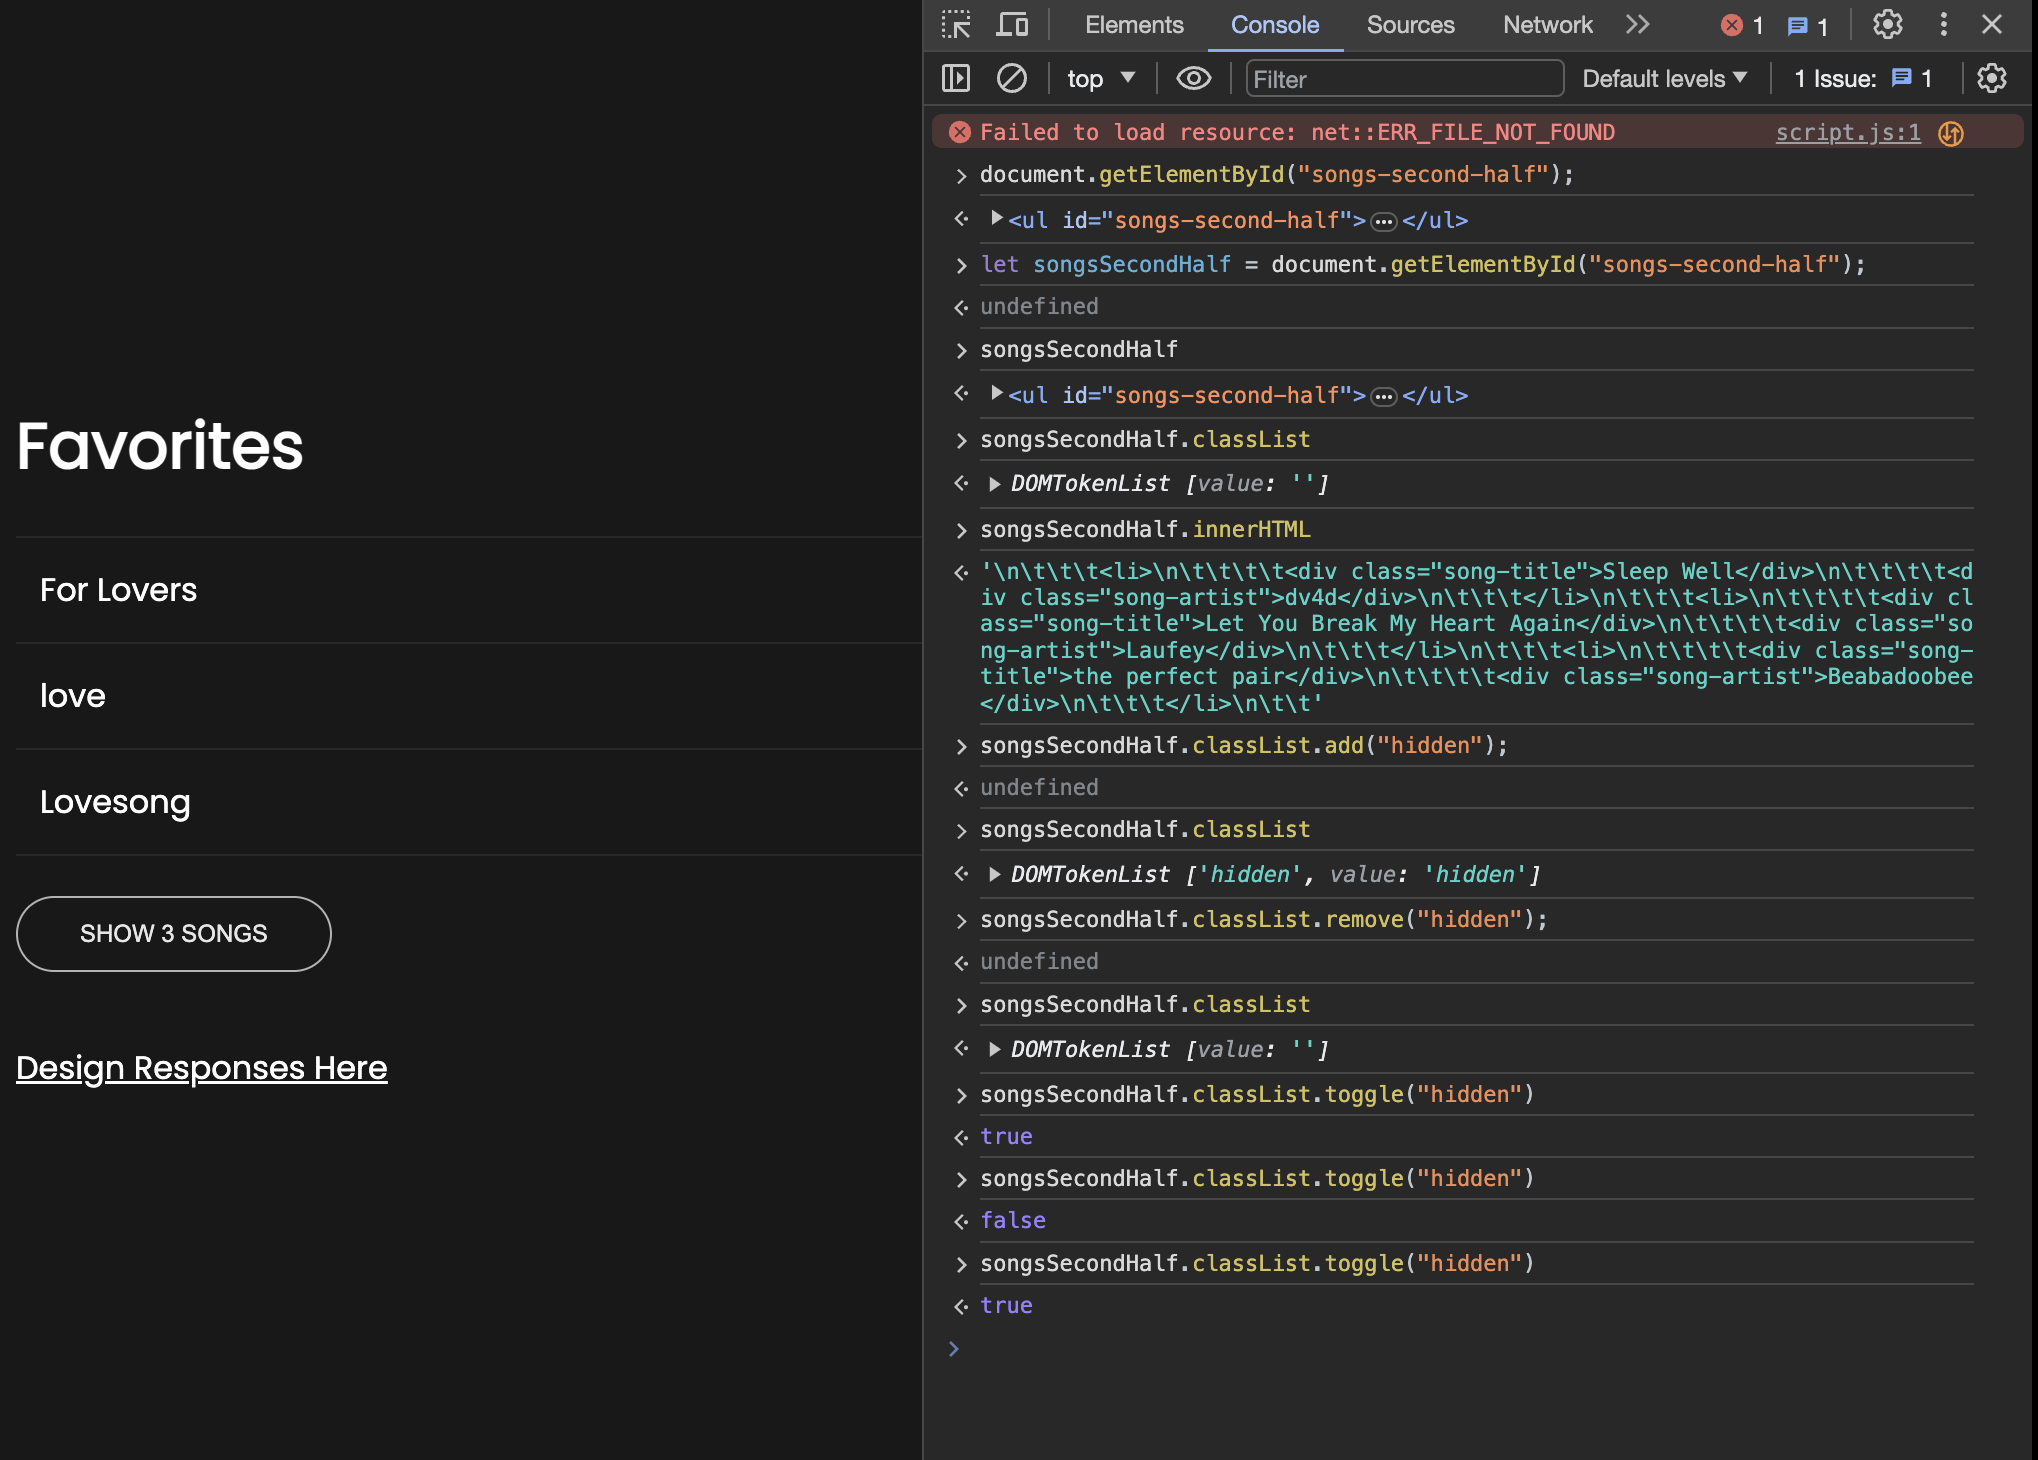 Favorites
For Lovers
love
Lovesong
SHOW 3 SONGS
Design Responses Here
Elements Console Sources Network 1 1
top Filter Default levels 1 Issue: 1
Failed to load resource: net::ERR_FILE_NOT_FOUND script.js:1
document.getElementById("songs-second-half");
<ul id="songs-second-half">…</ul>
let songsSecondHalf = document.getElementById("songs-second-half");
undefined
songsSecondHalf
<ul id="songs-second-half">…</ul>
songsSecondHalf.classList
DOMTokenList [value: '']
songsSecondHalf.innerHTML
'\n\t\t\t<li>\n\t\t\t\t<div class="song-title">Sleep Well</div>\n\t\t\t\t<d
iv class="song-artist">dv4d</div>\n\t\t\t</li>\n\t\t\t<li>\n\t\t\t\t<div cl
ass="song-title">Let You Break My Heart Again</div>\n\t\t\t\t<div class="so
ng-artist">Laufey</div>\n\t\t\t</li>\n\t\t\t<li>\n\t\t\t\t<div class="song-
title">the perfect pair</div>\n\t\t\t\t<div class="song-artist">Beabadoobee
</div>\n\t\t\t</li>\n\t\t'
songsSecondHalf.classList.add("hidden");
undefined
songsSecondHalf.classList
DOMTokenList ['hidden', value: 'hidden']
songsSecondHalf.classList.remove("hidden");
undefined
songsSecondHalf.classList
DOMTokenList [value: '']
songsSecondHalf.classList.toggle("hidden")
true
songsSecondHalf.classList.toggle("hidden")
false
songsSecondHalf.classList.toggle("hidden")
true